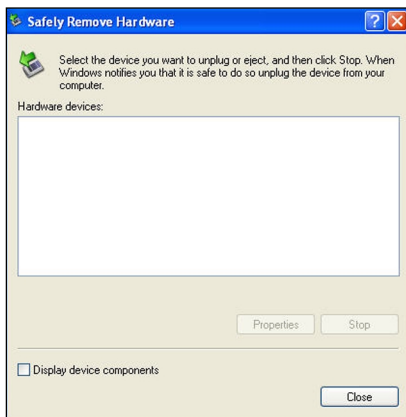 Safely Remove Hardware
Select the device you want to unplug or eject, and then click Stop. When
Windows notifies you that it is safe to do so unplug the device from your
computer.
Hardware devices:
Properties
Stop
Display device components
Close